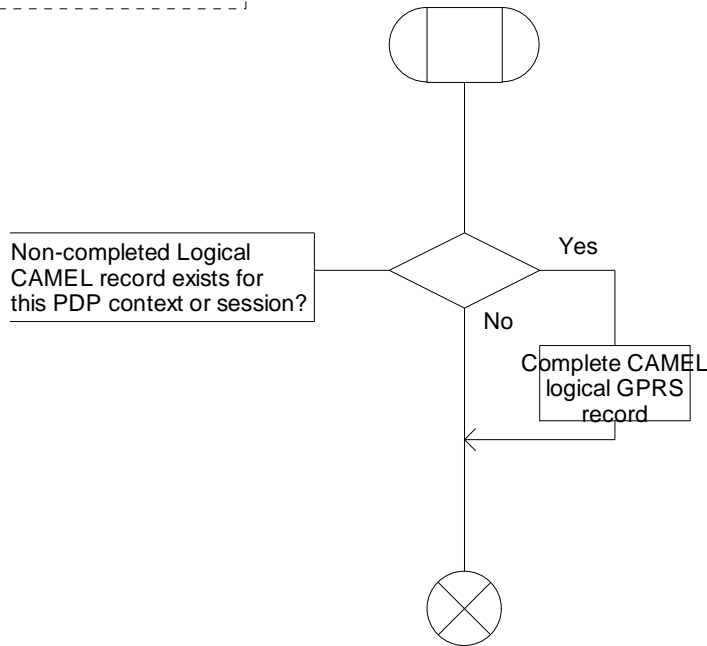 Non-completed Logical
CAMEL record exists for
this PDP context or session?
Yes
No
Complete CAMEL
logical GPRS
record